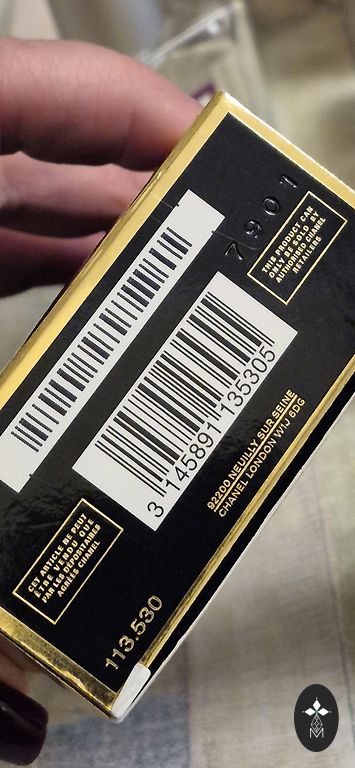 7901
THIS PRODUCT CAN
ONLY BE SOLD BY
AUTHORISED CHANEL
RETAILERS
3 145891 135305
92200 NEUILLY SUR SEINE
CHANEL LONDON W1J 6DG
CET ARTICLE NE PEUT
ÊTRE VENDU QUE
PAR LES DÉPOSITAIRES
AGRÉÉS CHANEL
113.530
M